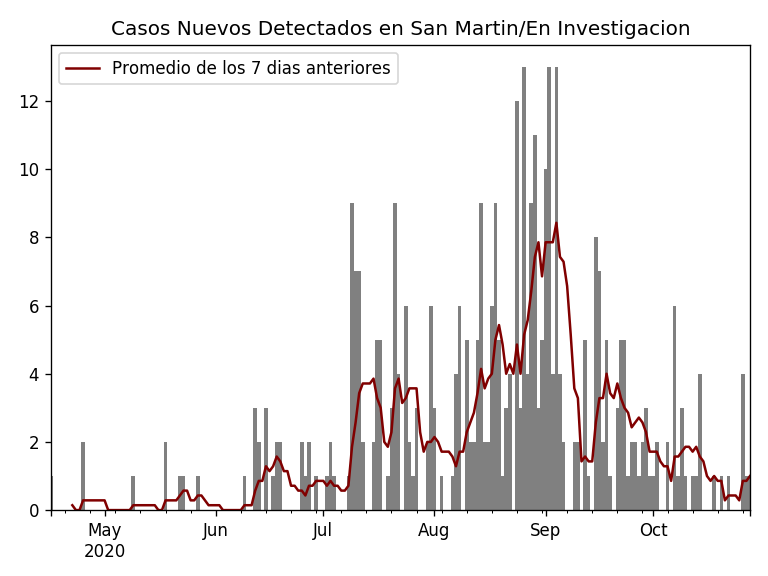 Casos Nuevos Detectados en San Martin/En Investigacion
Promedio de los 7 dias anteriores
12
10
8
6
4
2
0
May Jun Jul Aug Sep Oct
2020